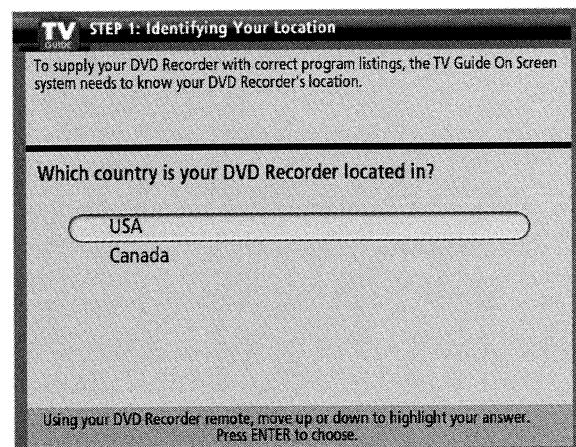 TV
GUIDE
STEP 1: Identifying Your Location
To supply your DVD Recorder with correct program listings, the TV Guide On Screen
system needs to know your DVD Recorder's location.
Which country is your DVD Recorder located in?
USA
Canada
Using your DVD Recorder remote, move up or down to highlight your answer.
Press ENTER to choose.